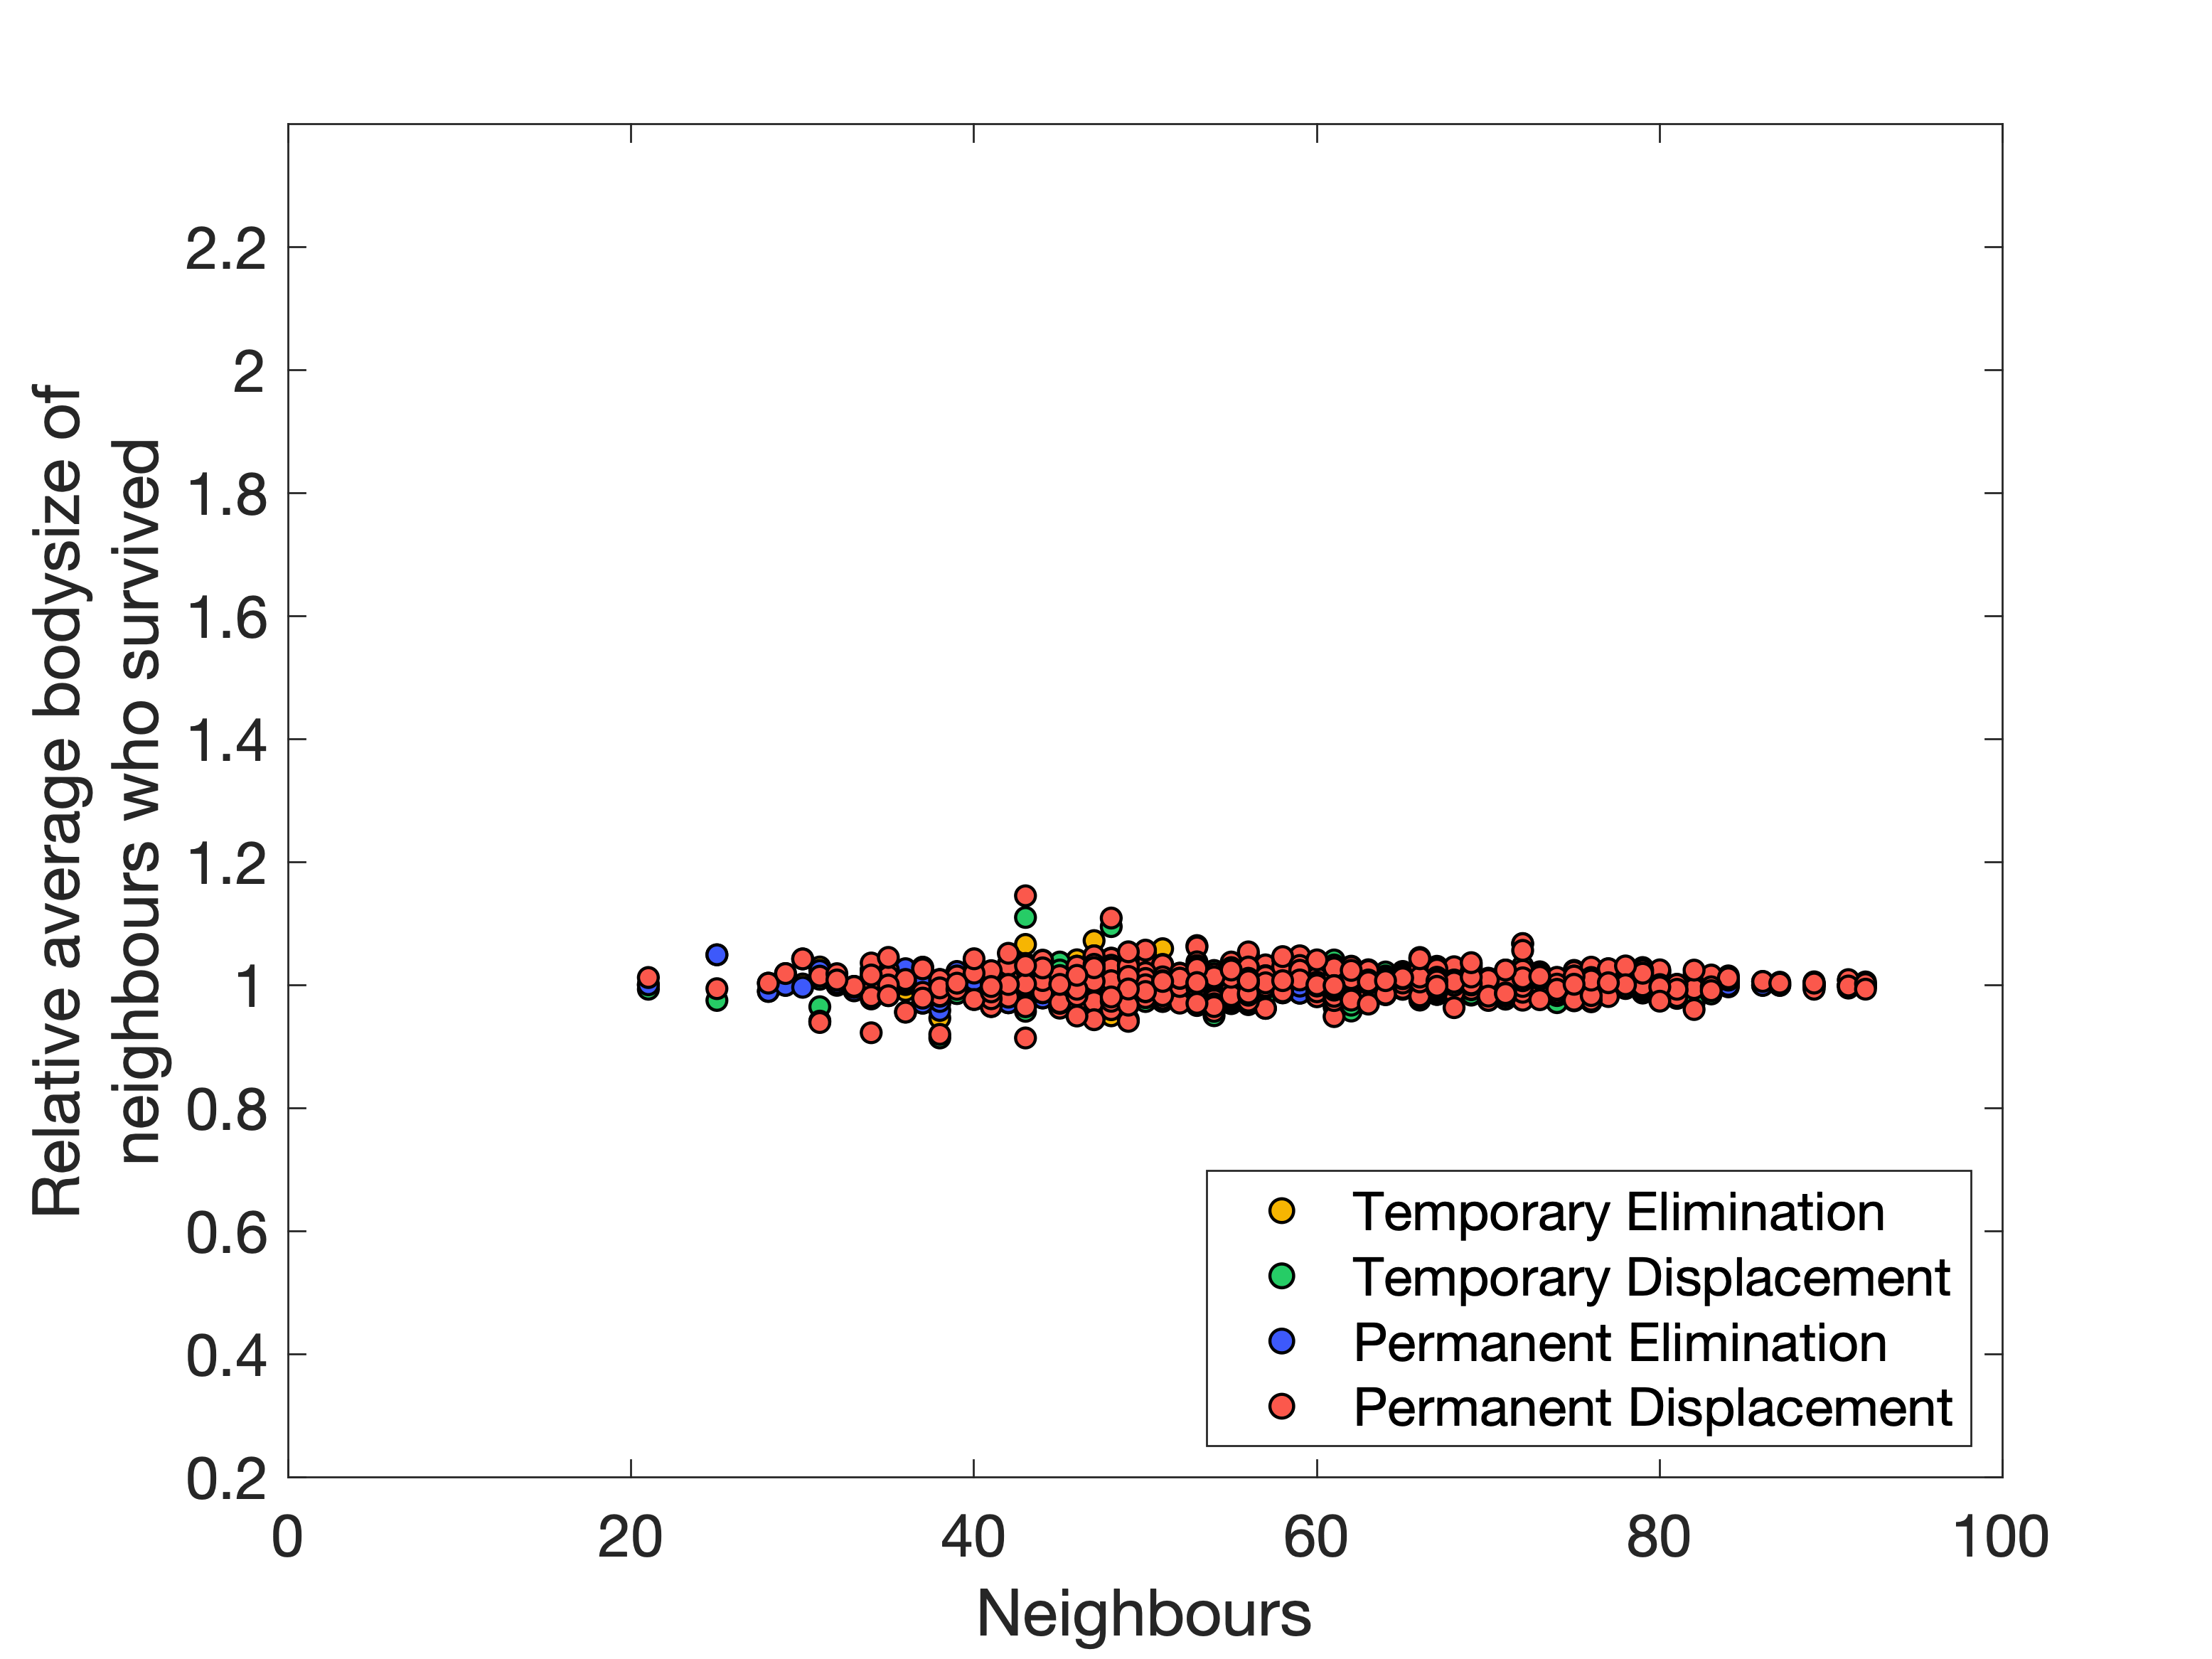 Relative average bodysize of
neighbours who survived
2.2
2
1.8
1.6
1.4
1.2
1
0.8
0.6
0.4
0.2
0
20
40
60
80
100
Neighbours
Temporary Elimination
Temporary Displacement
Permanent Elimination
Permanent Displacement